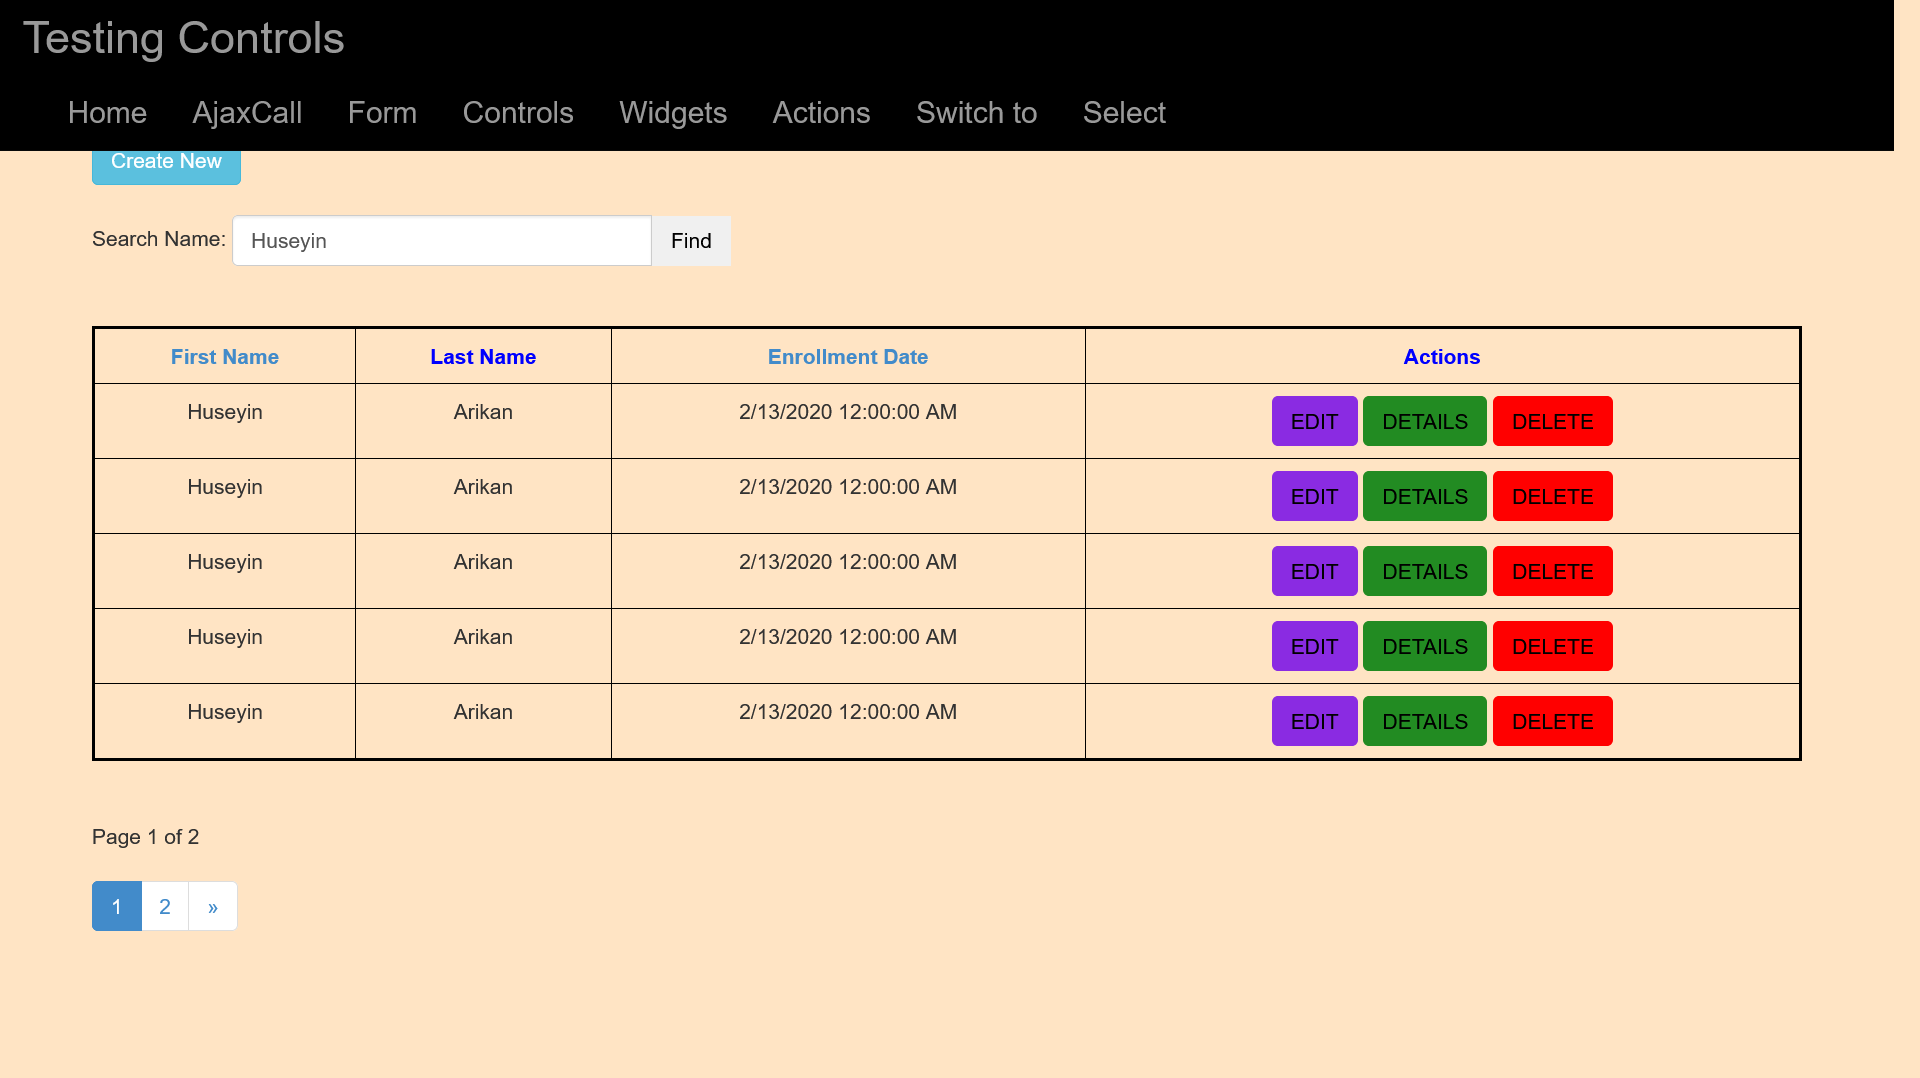 Testing Controls
Home AjaxCall Form Controls Widgets Actions Switch to Select
Create New
Search Name: Huseyin Find
First Name Last Name Enrollment Date Actions
Huseyin Arikan 2/13/2020 12:00:00 AM EDIT DETAILS DELETE
Huseyin Arikan 2/13/2020 12:00:00 AM EDIT DETAILS DELETE
Huseyin Arikan 2/13/2020 12:00:00 AM EDIT DETAILS DELETE
Huseyin Arikan 2/13/2020 12:00:00 AM EDIT DETAILS DELETE
Huseyin Arikan 2/13/2020 12:00:00 AM EDIT DETAILS DELETE
Page 1 of 2
1 2 »